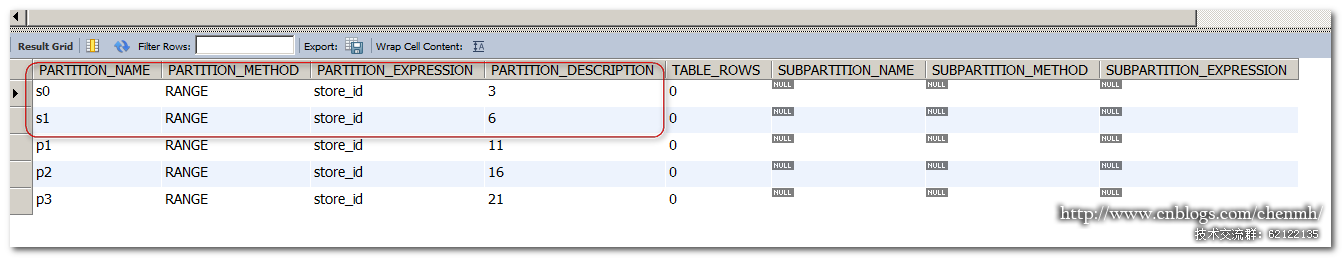 Result Grid Filter Rows: Export: Wrap Cell Content: IA
PARTITION_NAME PARTITION_METHOD PARTITION_EXPRESSION PARTITION_DESCRIPTION TABLE_ROWS SUBPARTITION_NAME SUBPARTITION_METHOD SUBPARTITION_EXPRESSION
s0 RANGE store_id 3 0 NULL NULL NULL
s1 RANGE store_id 6 0 NULL NULL NULL
p1 RANGE store_id 11 0 NULL NULL NULL
p2 RANGE store_id 16 0 NULL NULL NULL
p3 RANGE store_id 21 0 NULL NULL NULL
http://www.cnblogs.com/chenmh/
技术交流群: 62122135